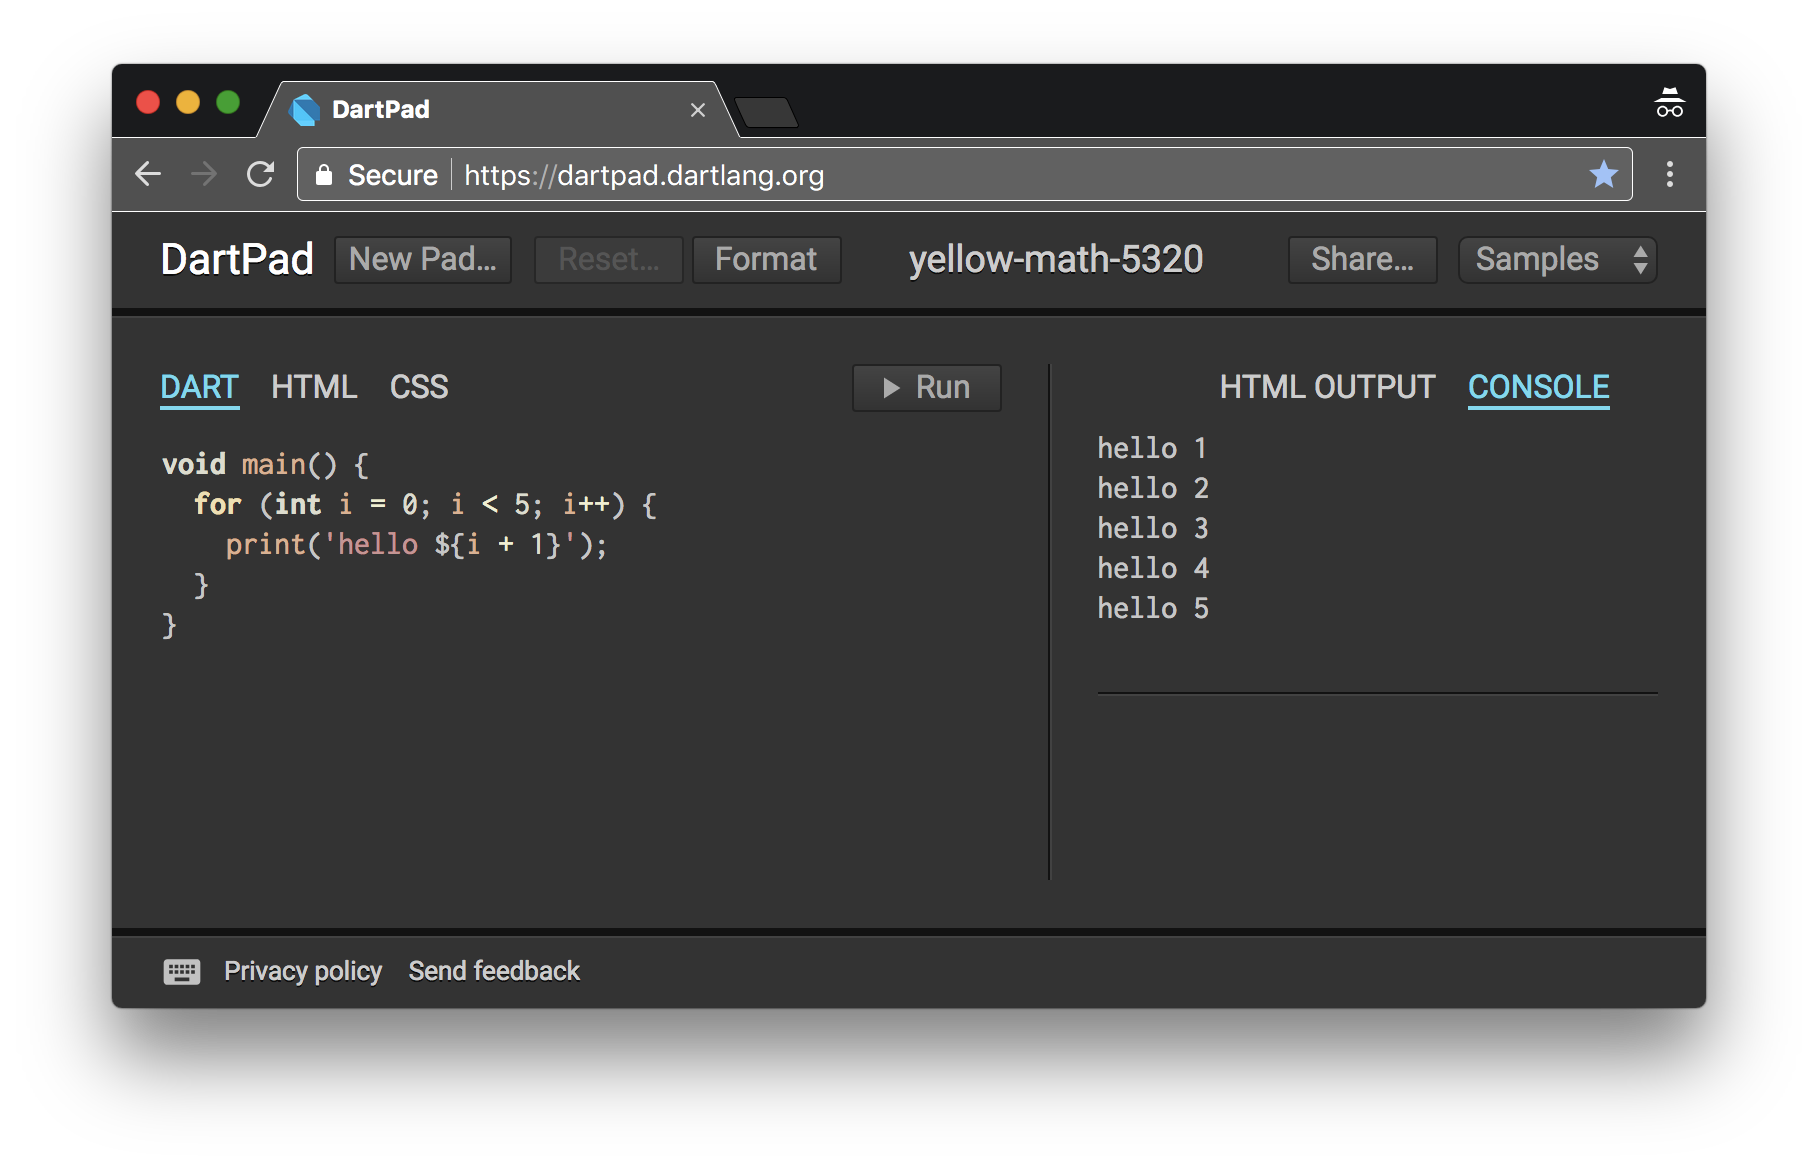 DartPad
Secure https://dartpad.dartlang.org
DartPad New Pad... Reset... Format yellow-math-5320 Share... Samples
DART HTML CSS Run
void main() {
  for (int i = 0; i < 5; i++) {
    print('hello ${i + 1}');
  }
}
HTML OUTPUT CONSOLE
hello 1
hello 2
hello 3
hello 4
hello 5
Privacy policy Send feedback